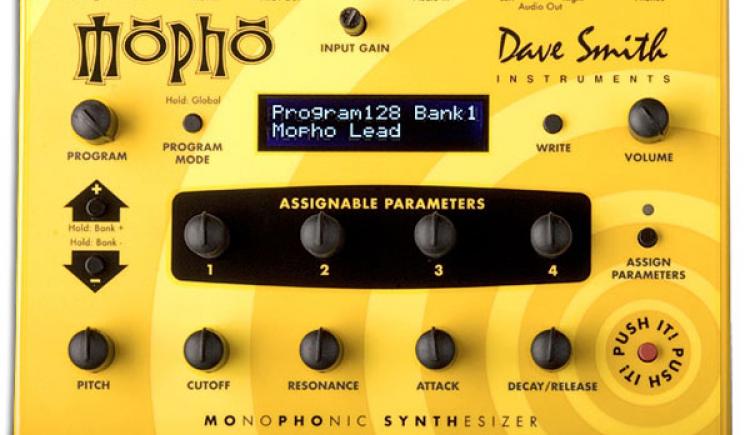 Audio Out
Mopho
INPUT GAIN
Dave Smith
INSTRUMENTS
Hold: Global
Program128 Bank1
Mopho Lead
PROGRAM
PROGRAM
MODE
WRITE
VOLUME
+
Hold: Bank +
Hold: Bank -
-
ASSIGNABLE PARAMETERS
1 2 3 4
ASSIGN
PARAMETERS
PUSH IT! PUSH IT!
PITCH CUTOFF RESONANCE ATTACK DECAY/RELEASE
MONOPHONIC SYNTHESIZER